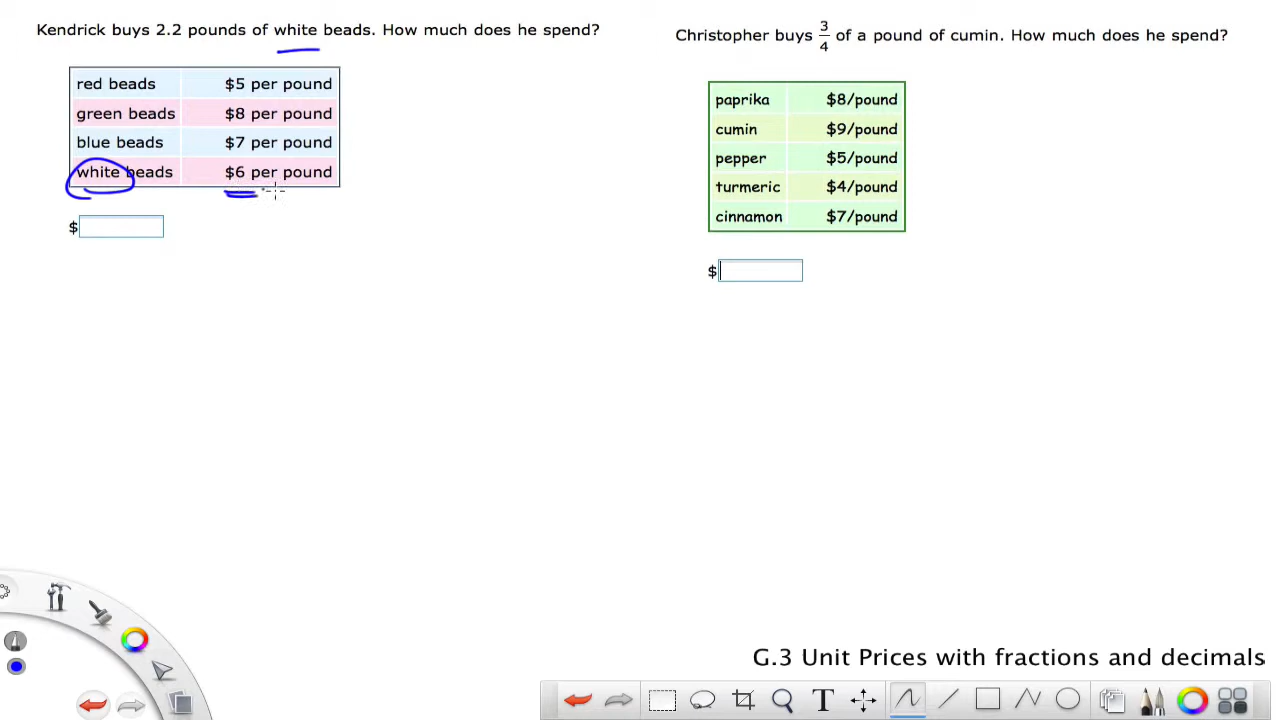 Kendrick buys 2.2 pounds of white beads. How much does he spend?
red beads $5 per pound
green beads $8 per pound
blue beads $7 per pound
white beads $6 per pound
$
Christopher buys 3/4 of a pound of cumin. How much does he spend?
paprika $8/pound
cumin $9/pound
pepper $5/pound
turmeric $4/pound
cinnamon $7/pound
$
G.3 Unit Prices with fractions and decimals
T